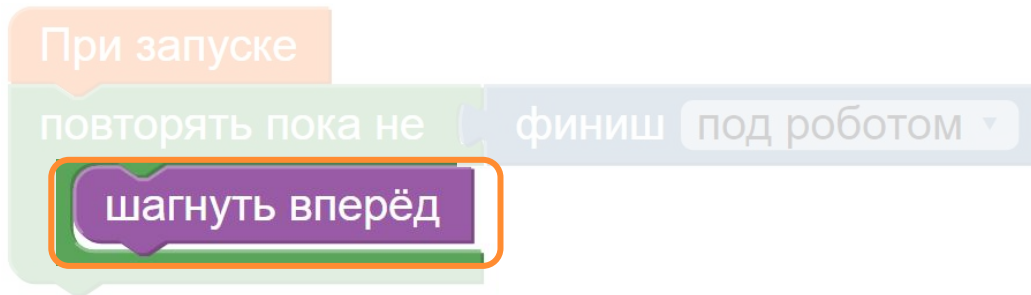 При запуске
повторять пока не финиш под роботом
шагнуть вперёд